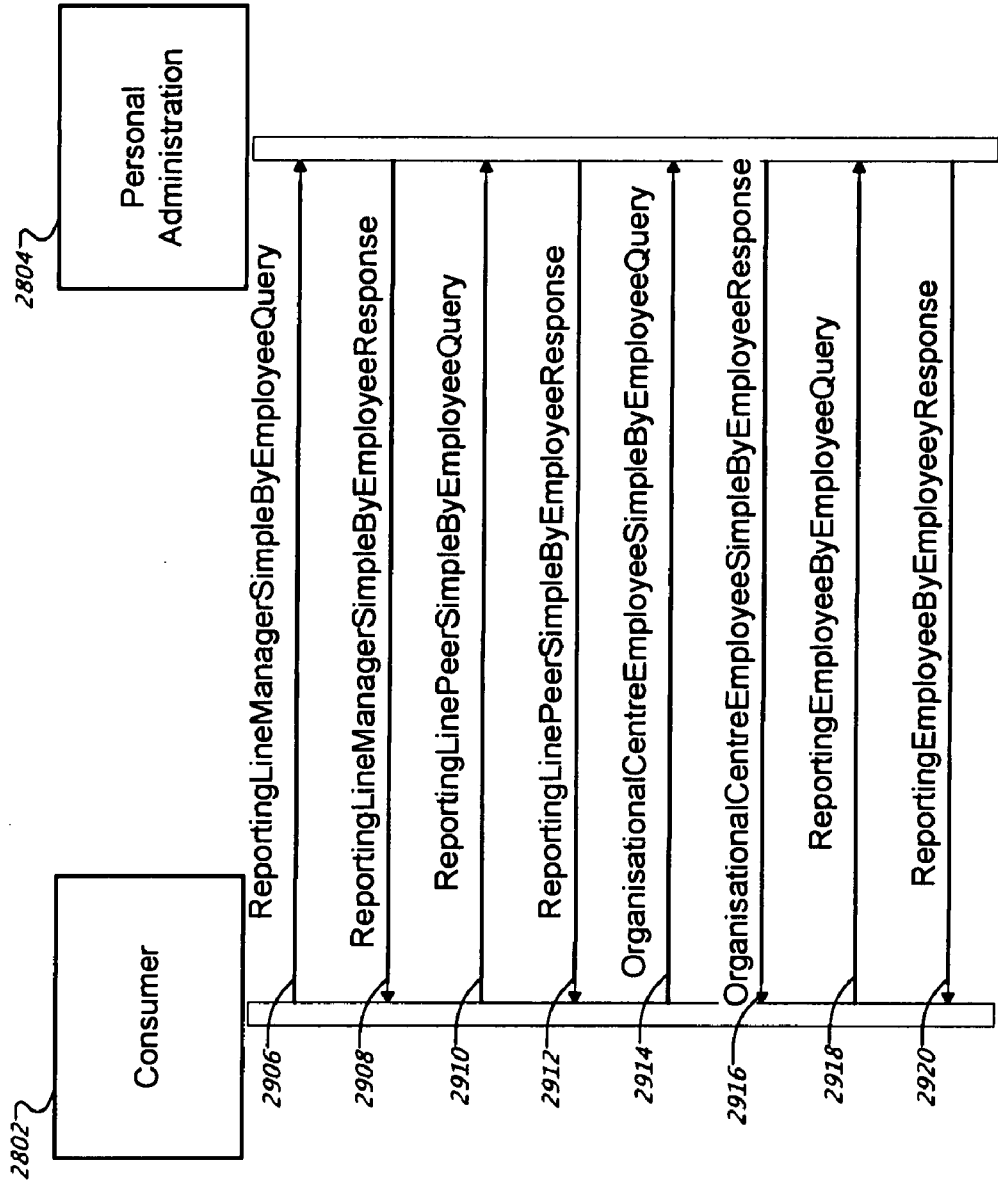 2802
Consumer
2804
Personal
Administration
2906
ReportingLineManagerSimpleByEmployeeQuery
2908
ReportingLineManagerSimpleByEmployeeResponse
2910
ReportingLinePeerSimpleByEmployeeQuery
2912
ReportingLinePeerSimpleByEmployeeResponse
2914
OrganisationalCentreEmployeeSimpleByEmployeeQuery
2916
OrganisationalCentreEmployeeSimpleByEmployeeResponse
2918
ReportingEmployeeByEmployeeQuery
2920
ReportingEmployeeByEmployeeyResponse